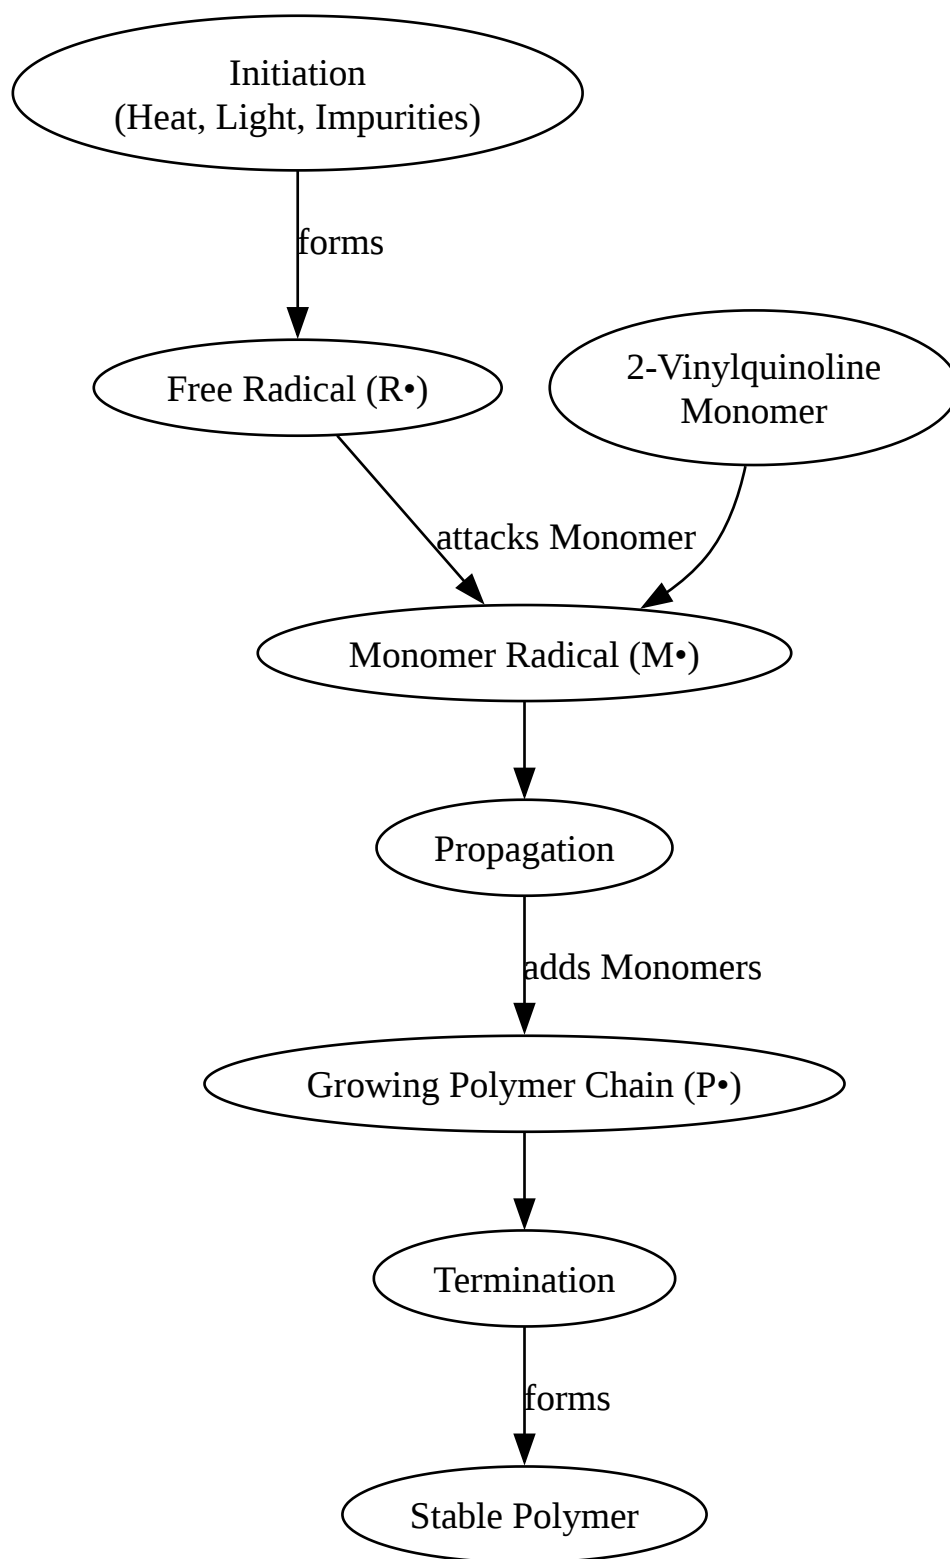 Initiation
(Heat, Light, Impurities)
forms
Free Radical (R•)
2-Vinylquinoline
Monomer
attacks Monomer
Monomer Radical (M•)
Propagation
adds Monomers
Growing Polymer Chain (P•)
Termination
forms
Stable Polymer